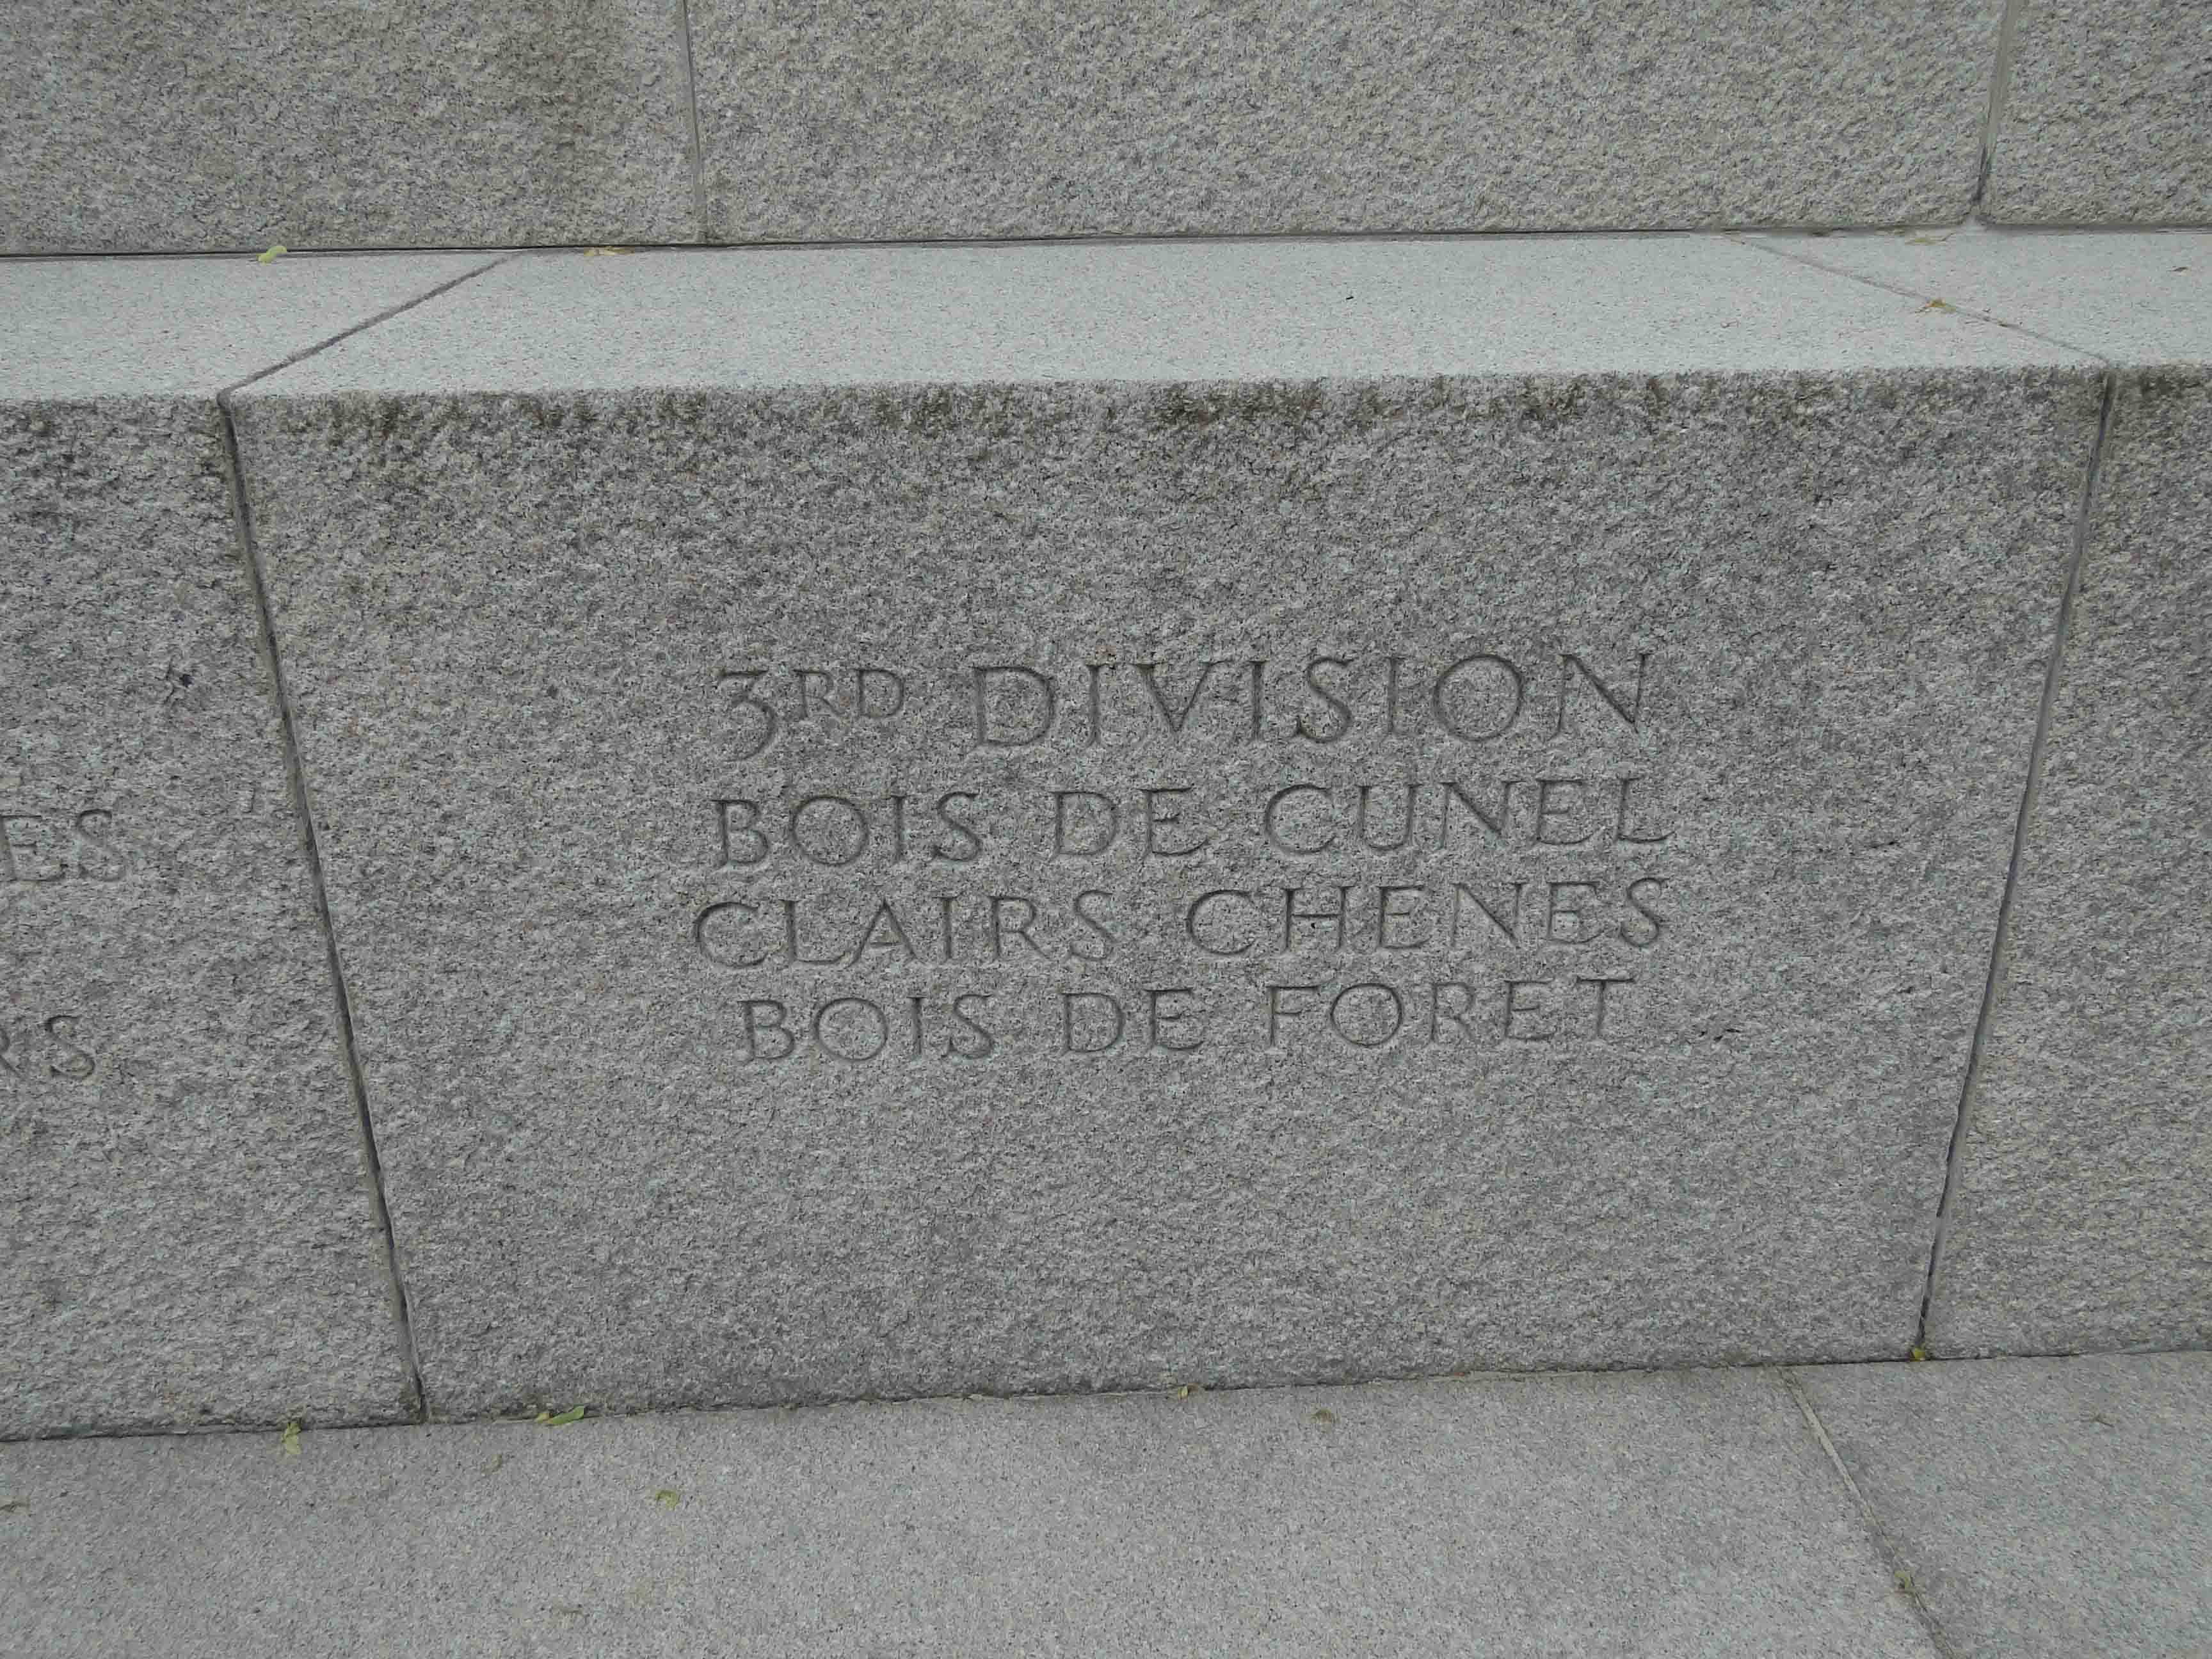 3RD DIVISION
BOIS DE CUNEL
CLAIRS CHENES
BOIS DE FORET